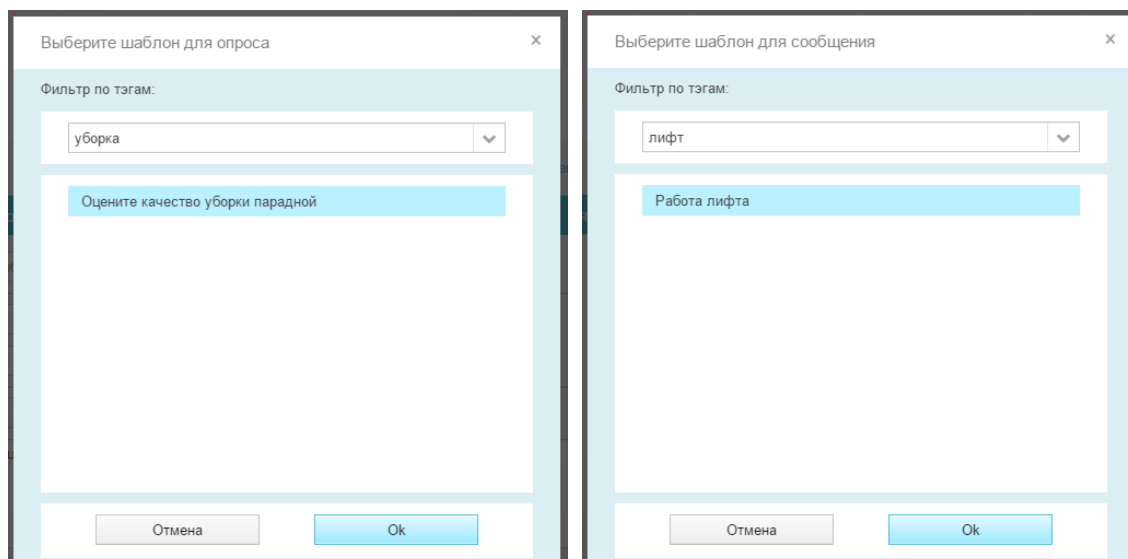 Выберите шаблон для опроса
×
Фильтр по тэгам:
уборка
Оцените качество уборки парадной
Отмена
Ok
Выберите шаблон для сообщения
×
Фильтр по тэгам:
лифт
Работа лифта
Отмена
Ok